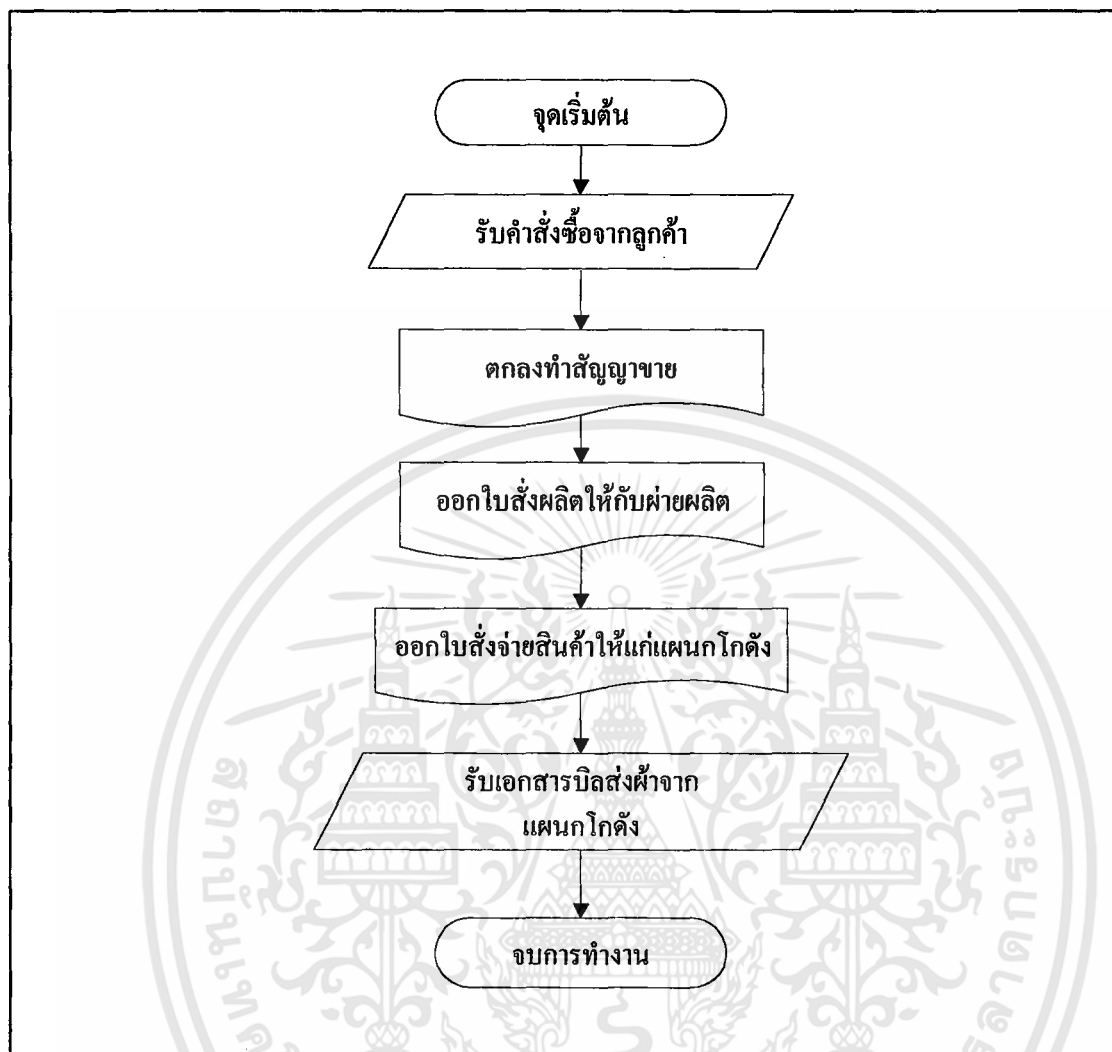 จุดเริ่มต้น
รับคำสั่งซื้อจากลูกค้า
ตกลงทำสัญญาขาย
ออกใบสั่งผลิตให้กับฝ่ายผลิต
ออกใบสั่งจ่ายสินค้าให้แก่แผนกโกดัง
รับเอกสารบิลส่งผ้าจาก
แผนกโกดัง
จบการทำงาน